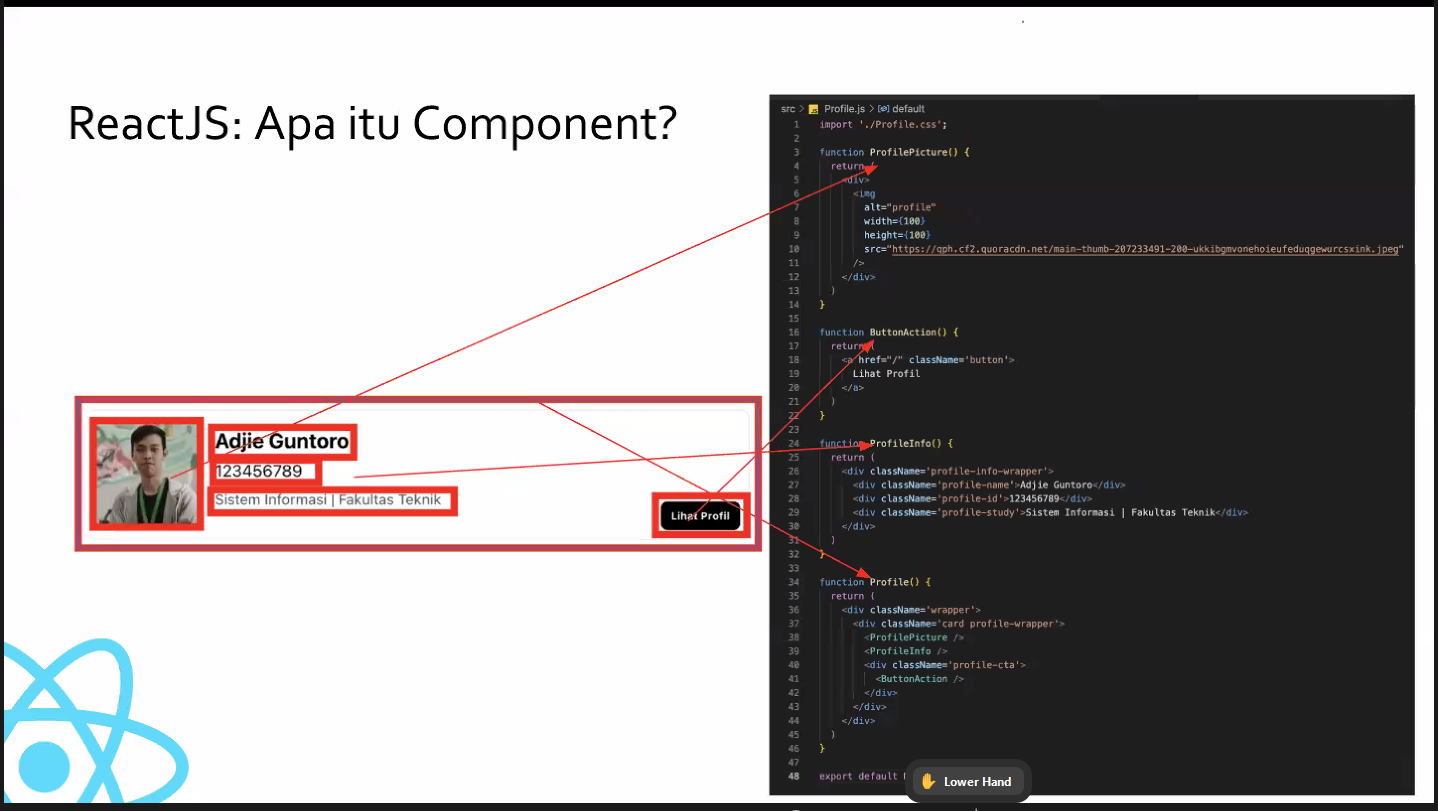 ReactJS: Apa itu Component?
Adjie Guntoro
123456789
Sistem Informasi | Fakultas Teknik
Lihat Profil
src > Profile.js > default
1 import './Profile.css';
2
3 function ProfilePicture() {
4 return (
5 <div>
6 <img
7 alt="profile"
8 width={100}
9 height={100}
10 src="https://qph.cf2.quoracdn.net/main-thumb-207233491-200-ukkibgmvonehoieufeduqgewurcsxink.jpeg"
11 />
12 </div>
13 )
14 }
15
16 function ButtonAction() {
17 return (
18 <a href="/" className='button'>
19 Lihat Profil
20 </a>
21 )
22 }
23
24 function ProfileInfo() {
25 return (
26 <div className='profile-info-wrapper'>
27 <div className='profile-name'>Adjie Guntoro</div>
28 <div className='profile-id'>123456789</div>
29 <div className='profile-study'>Sistem Informasi | Fakultas Teknik</div>
30 </div>
31 )
32 }
33
34 function Profile() {
35 return (
36 <div className='wrapper'>
37 <div className='card profile-wrapper'>
38 <ProfilePicture />
39 <ProfileInfo />
40 <div className='profile-cta'>
41 <ButtonAction />
42 </div>
43 </div>
44 </div>
45 )
46 }
47
48 export default
Lower Hand